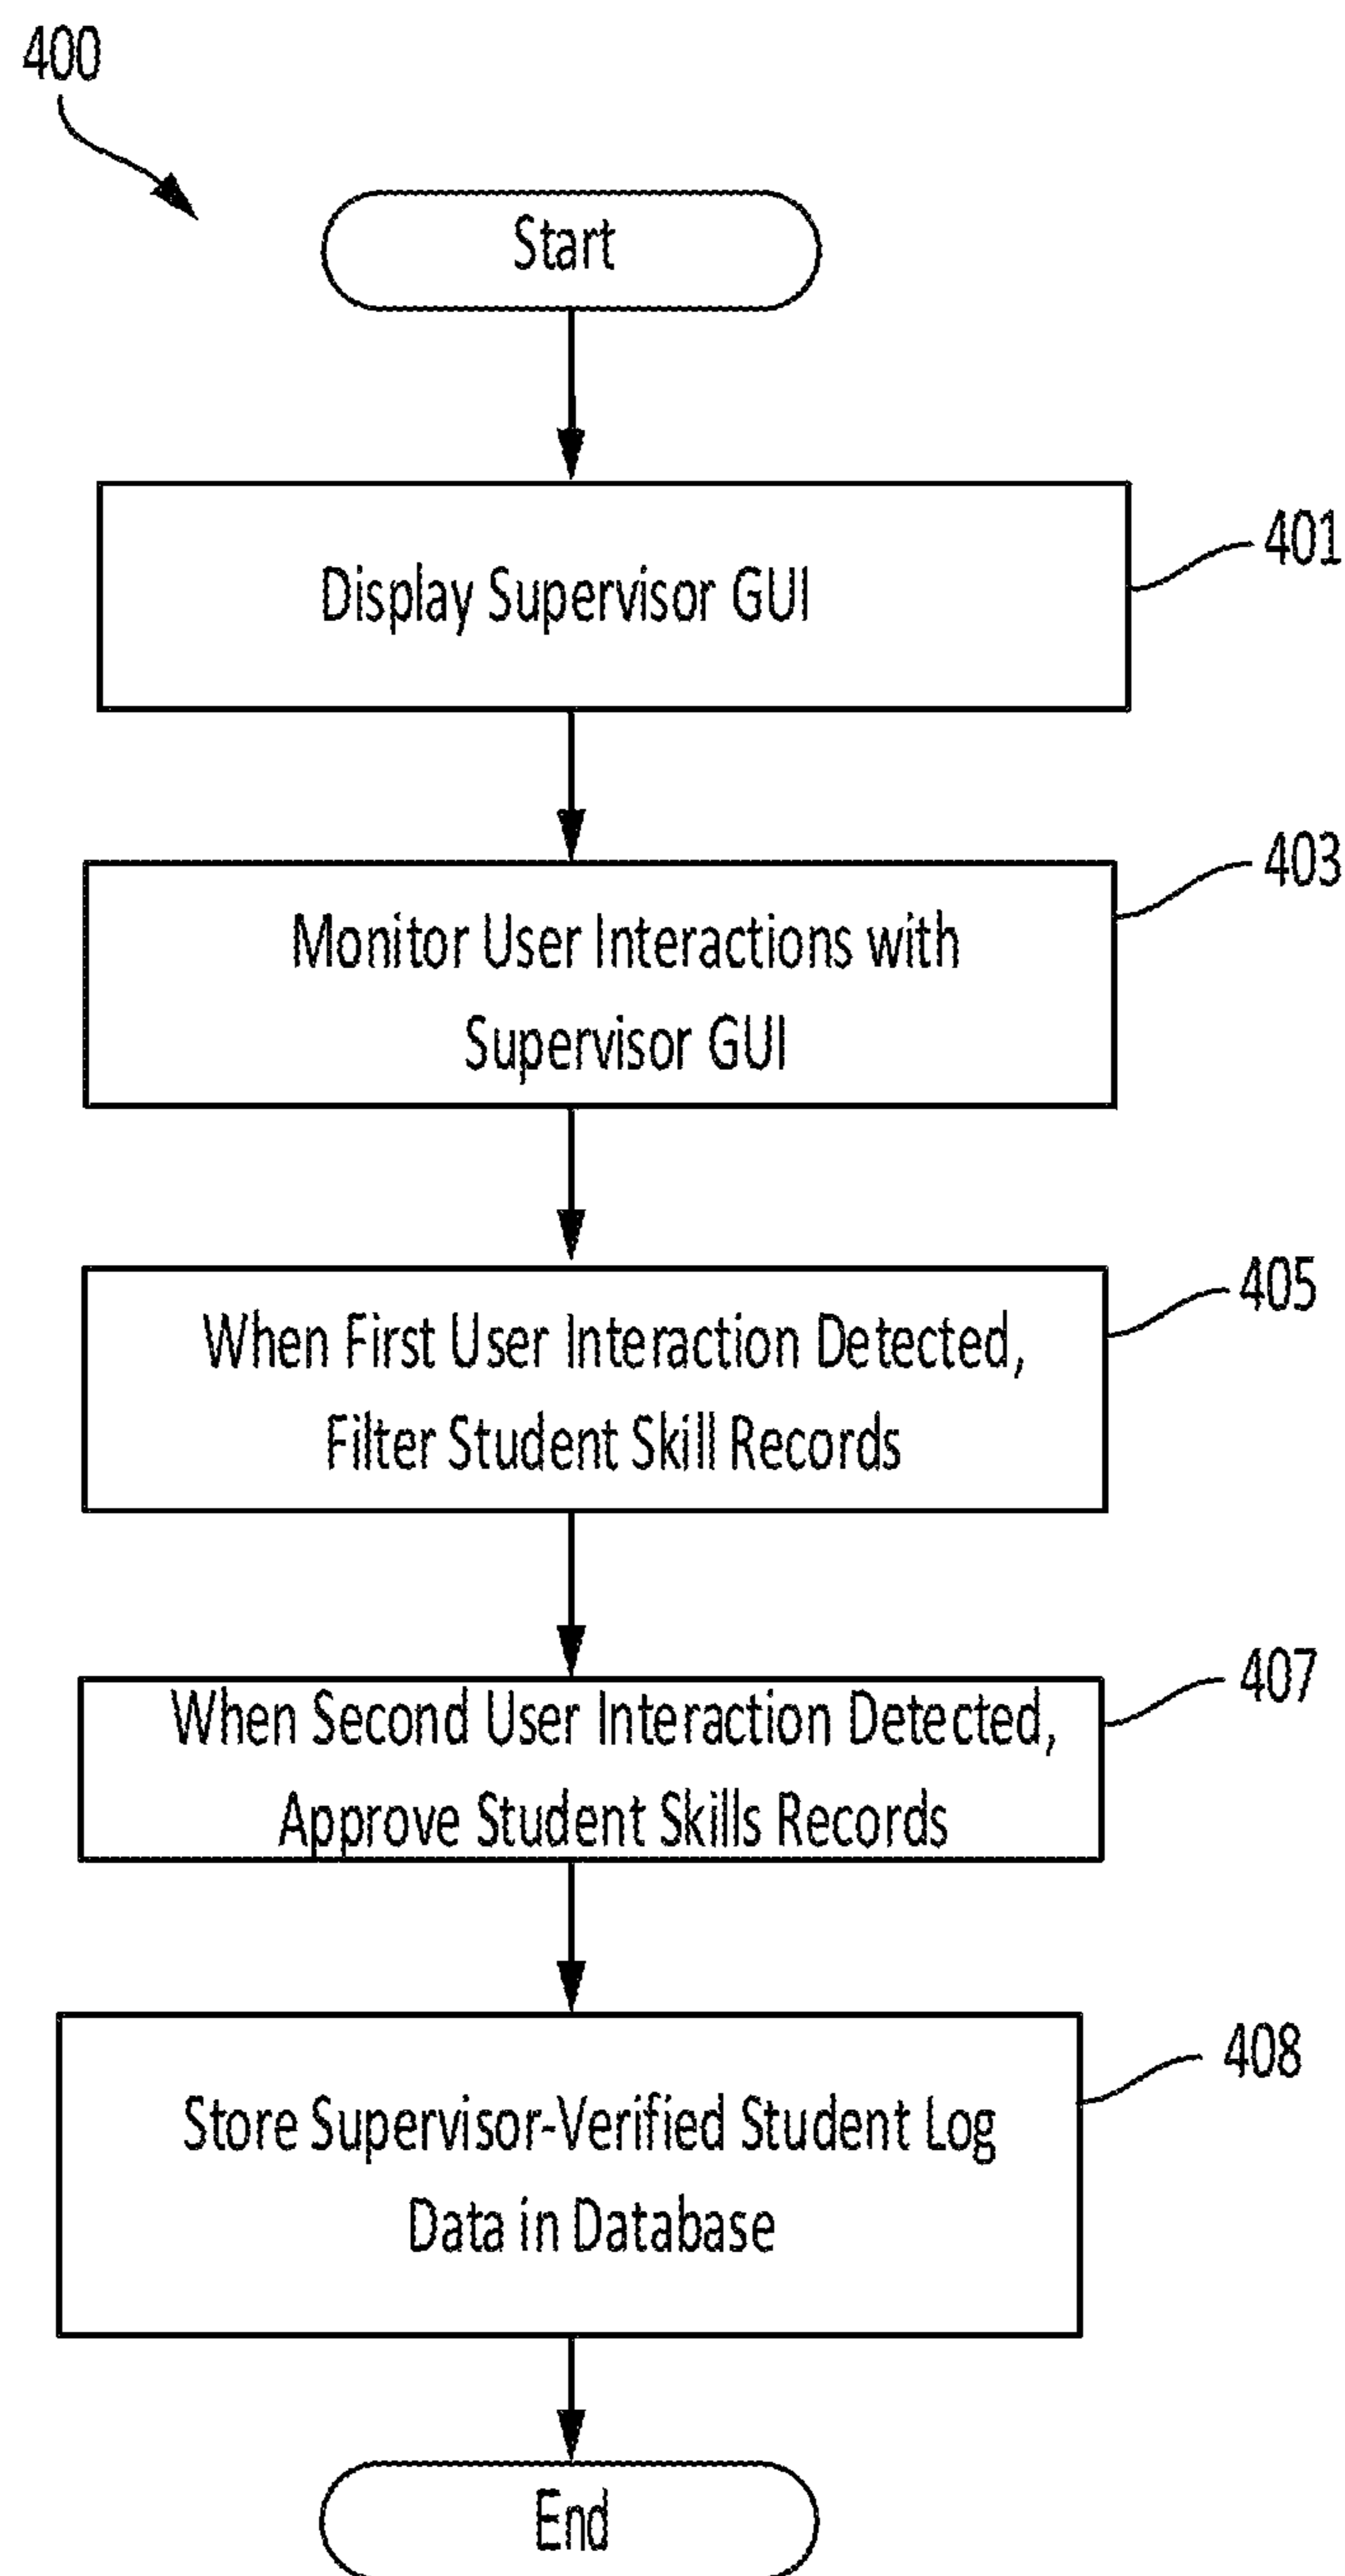 400
Start
Display Supervisor GUI
401
Monitor User Interactions with
Supervisor GUI
403
When First User Interaction Detected,
Filter Student Skill Records
405
When Second User Interaction Detected,
Approve Student Skills Records
407
Store Supervisor-Verified Student Log
Data in Database
408
End